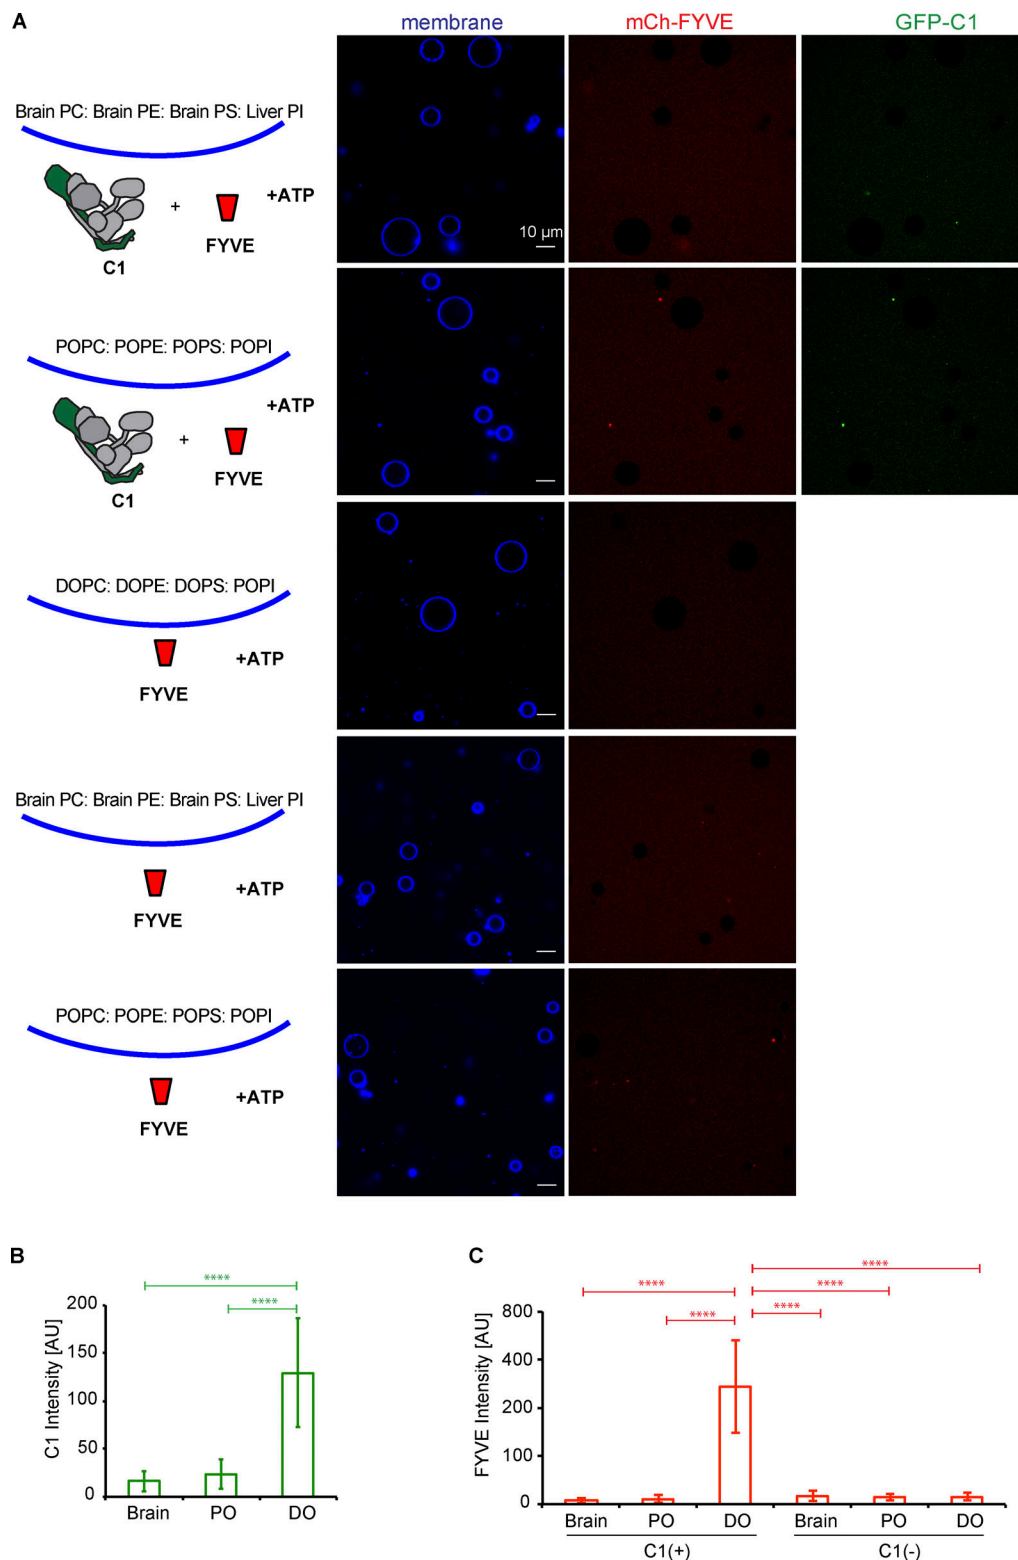 A
membrane
mCh-FYVE
GFP-C1
Brain PC: Brain PE: Brain PS: Liver PI
+
+ATP
FYVE
C1
10 µm
POPC: POPE: POPS: POPI
+ATP
+
FYVE
C1
DOPC: DOPE: DOPS: POPI
+ATP
FYVE
Brain PC: Brain PE: Brain PS: Liver PI
+ATP
FYVE
POPC: POPE: POPS: POPI
+ATP
FYVE
B
****
****
C1 Intensity [AU]
200
150
100
50
0
Brain PO DO
C
****
****
****
****
****
FYVE Intensity [AU]
800
400
200
100
0
Brain PO DO Brain PO DO
C1(+) C1(-)